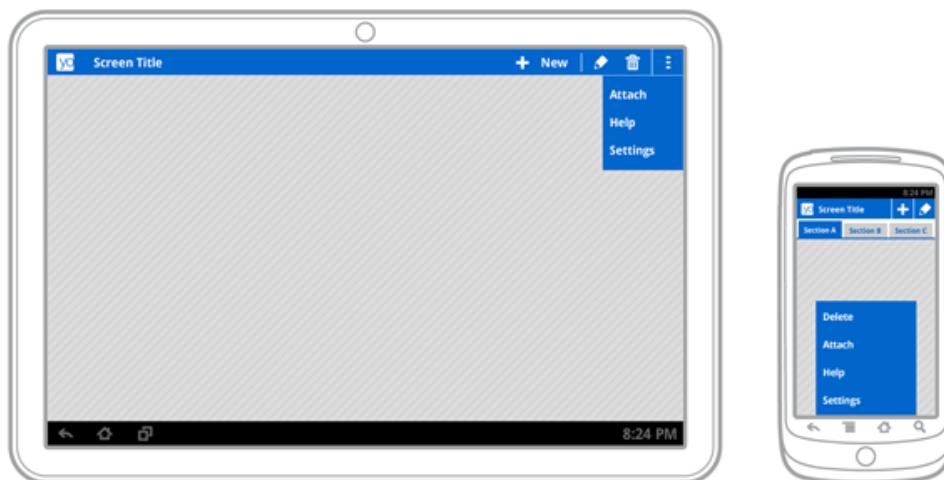 yo Screen Title + New
Attach
Help
Settings
8:24 PM
8:24 PM
yo Screen Title +
Section A Section B Section C
Delete
Attach
Help
Settings